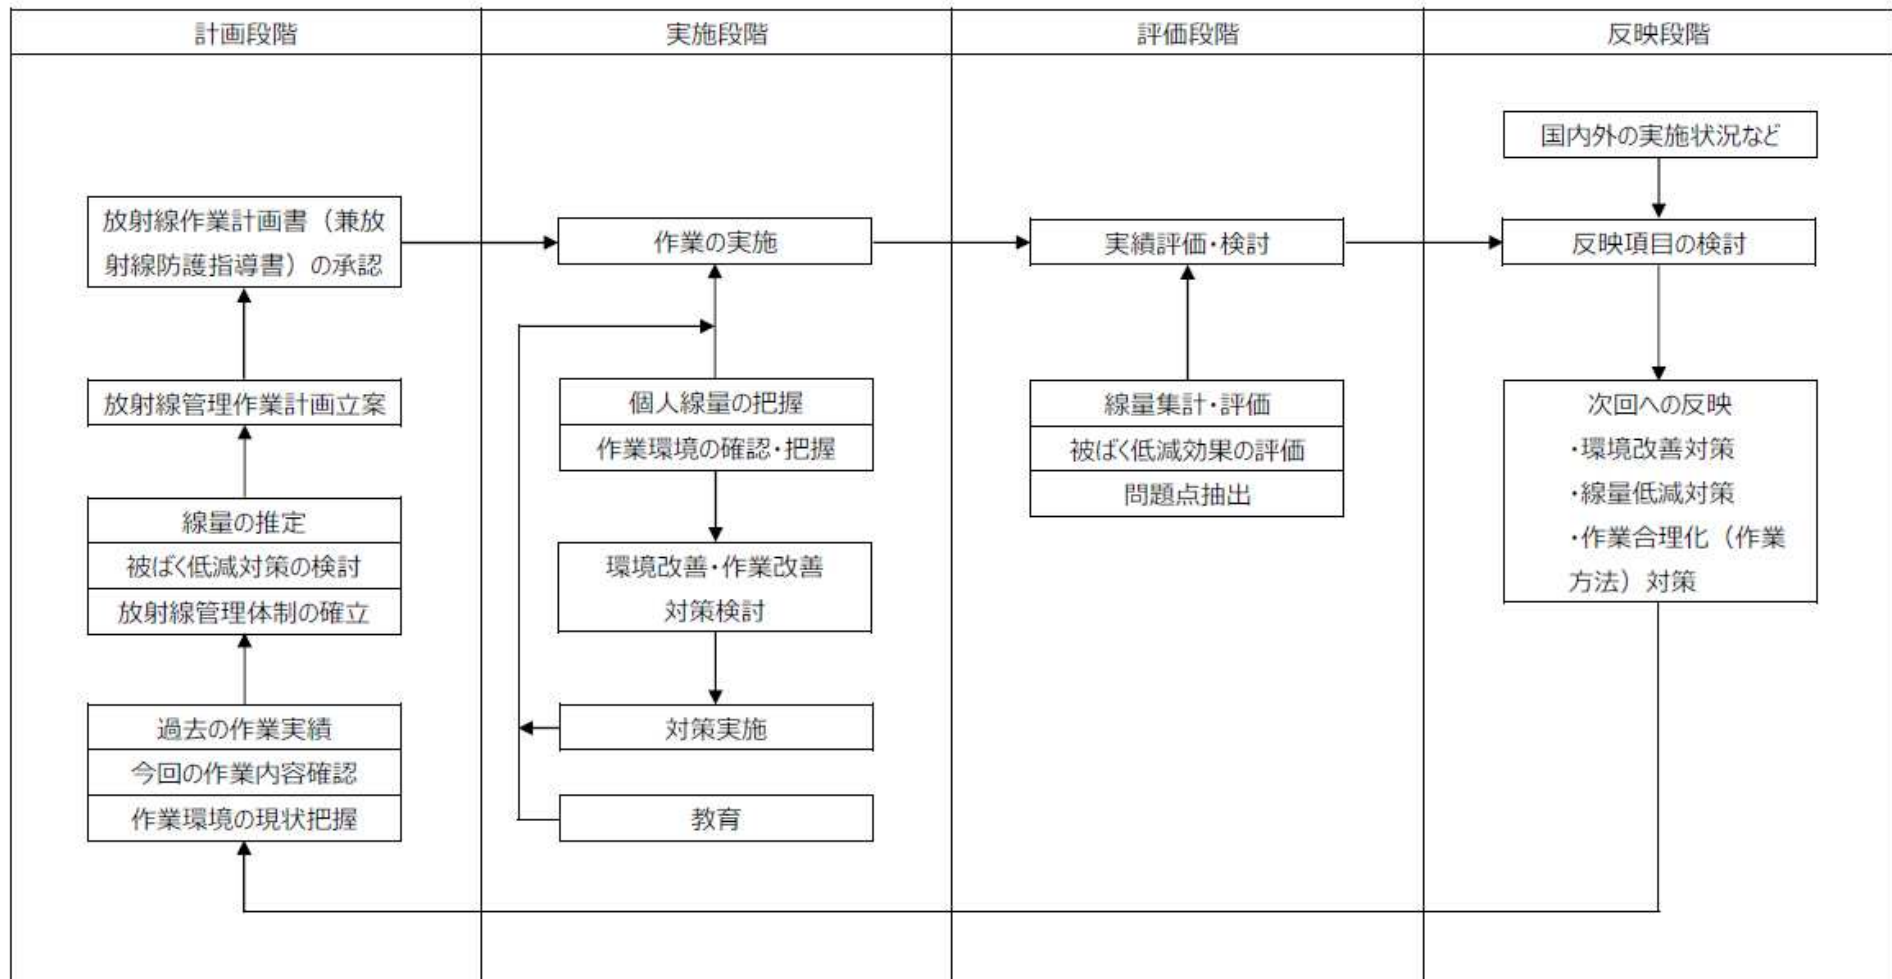 計画段階
実施段階
評価段階
反映段階
放射線作業計画書（兼放
射線防護指導書）の承認
放射線管理作業計画立案
線量の推定
被ばく低減対策の検討
放射線管理体制の確立
過去の作業実績
今回の作業内容確認
作業環境の現状把握
作業の実施
個人線量の把握
作業環境の確認・把握
環境改善・作業改善
対策検討
対策実施
教育
実績評価・検討
線量集計・評価
被ばく低減効果の評価
問題点抽出
国内外の実施状況など
反映項目の検討
次回への反映
・環境改善対策
・線量低減対策
・作業合理化（作業
方法）対策